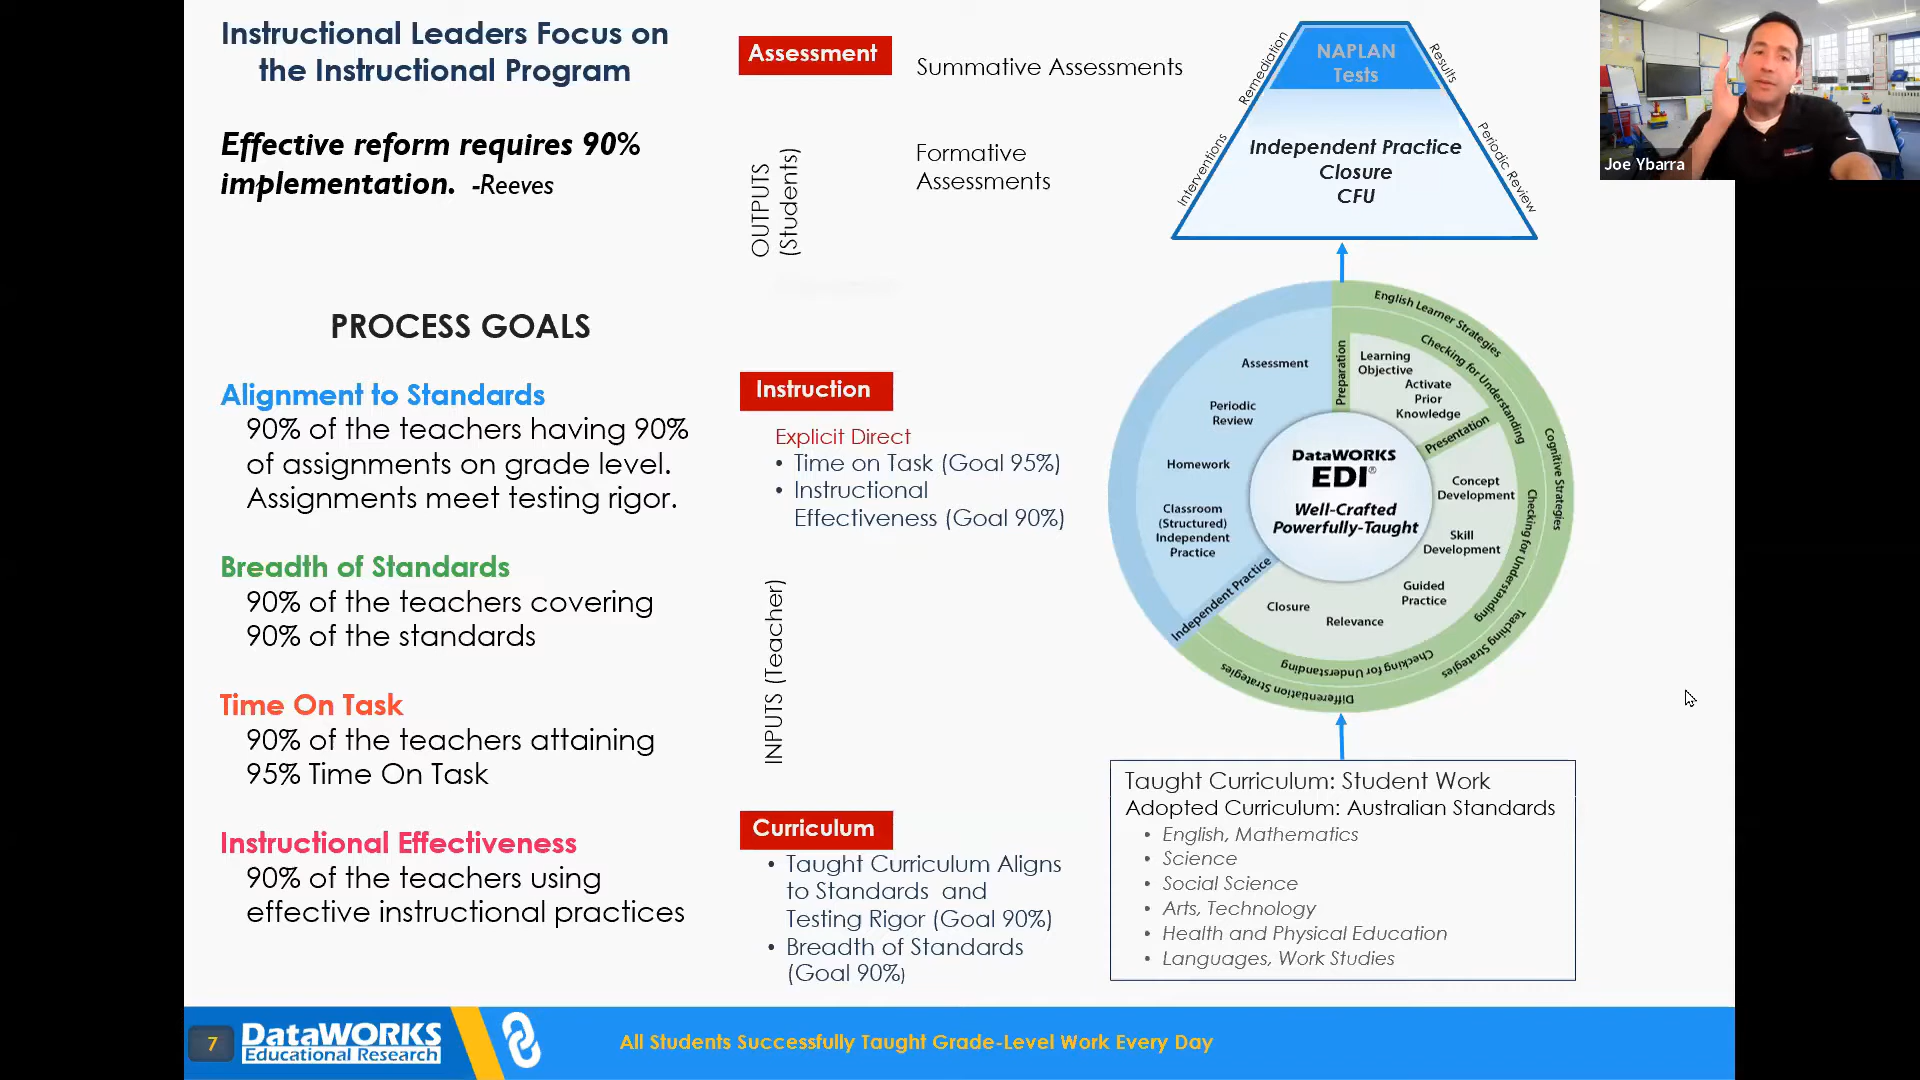 Instructional Leaders Focus on
the Instructional Program
Effective reform requires 90%
implementation. -Reeves
PROCESS GOALS
Alignment to Standards
90% of the teachers having 90%
of assignments on grade level.
Assignments meet testing rigor.
Breadth of Standards
90% of the teachers covering
90% of the standards
Time On Task
90% of the teachers attaining
95% Time On Task
Instructional Effectiveness
90% of the teachers using
effective instructional practices
Assessment
Summative Assessments
Formative
Assessments
OUTPUTS
(Students)
Instruction
Explicit Direct
• Time on Task (Goal 95%)
• Instructional
Effectiveness (Goal 90%)
INPUTS (Teacher)
Curriculum
• Taught Curriculum Aligns
to Standards and
Testing Rigor (Goal 90%)
• Breadth of Standards
(Goal 90%)
NAPLAN
Tests
Remediation
Results
Interventions
Periodic Review
Independent Practice
Closure
CFU
English Learner Strategies
Checking for Understanding
Cognitive Strategies
Checking for Understanding
Teaching Strategies
Checking for Understanding
Differentiation Strategies
Preparation
Learning
Objective
Activate
Prior
Knowledge
Presentation
Concept
Development
Skill
Development
Guided
Practice
Relevance
Closure
Independent Practice
Classroom
(Structured)
Independent
Practice
Homework
Periodic
Review
Assessment
DataWORKS
EDI®
Well-Crafted
Powerfully-Taught
Taught Curriculum: Student Work
Adopted Curriculum: Australian Standards
• English, Mathematics
• Science
• Social Science
• Arts, Technology
• Health and Physical Education
• Languages, Work Studies
Joe Ybarra
7
DataWORKS
Educational Research
All Students Successfully Taught Grade-Level Work Every Day